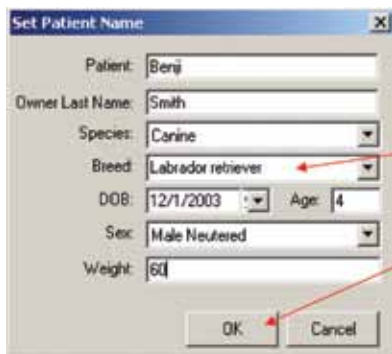 Set Patient Name
Patient: Benji
Owner Last Name: Smith
Species: Canine
Breed: Labrador retriever
DOB: 12/1/2003 Age: 4
Sex: Male Neutered
Weight: 60
OK Cancel